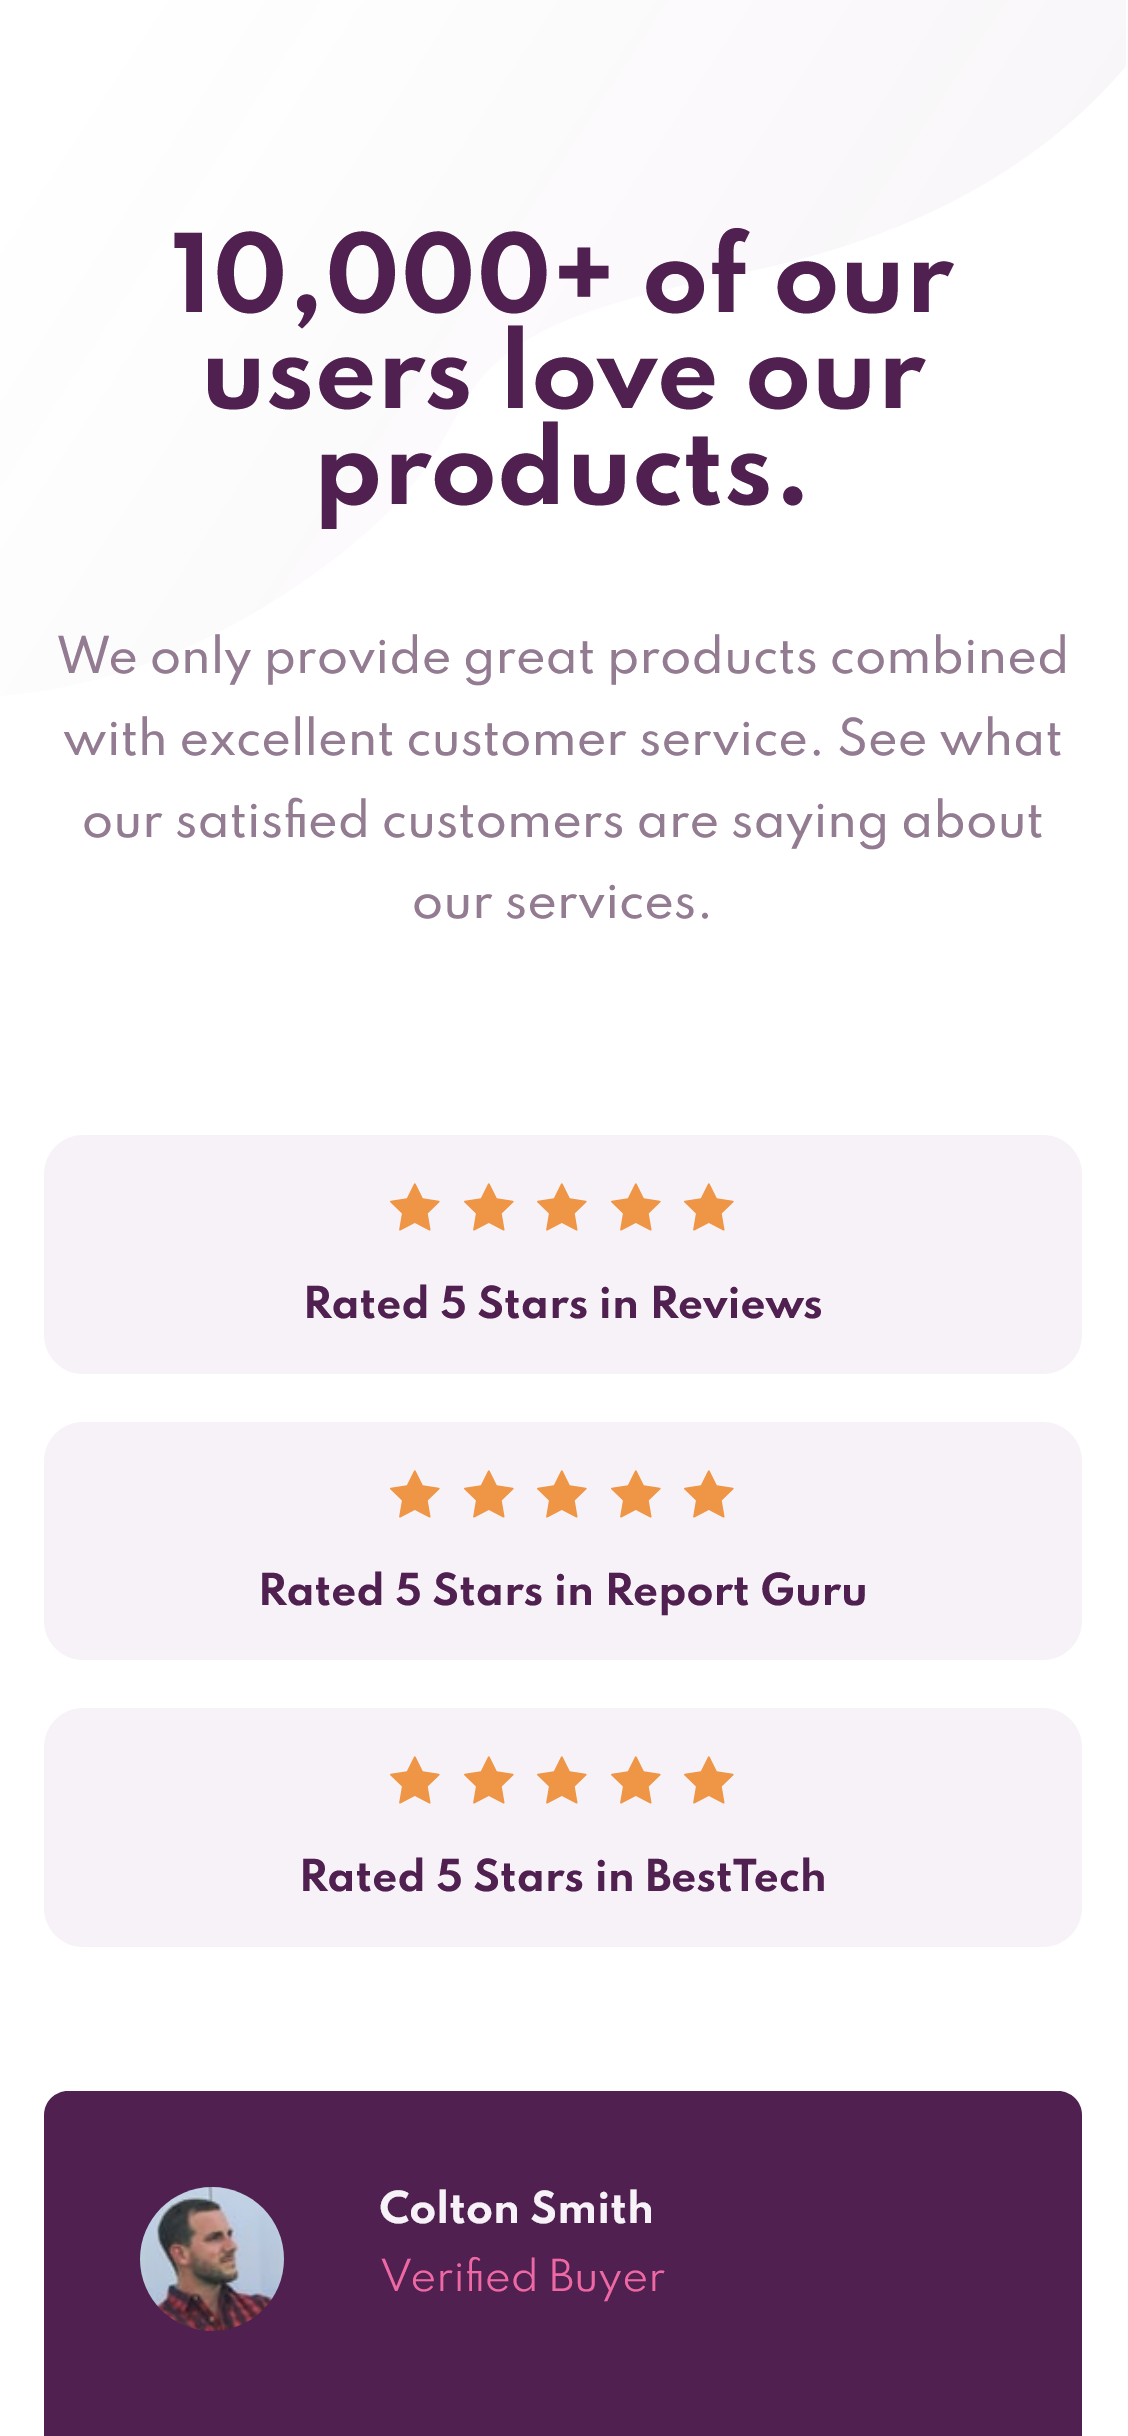 10,000+ of our
users love our
products.
We only provide great products combined
with excellent customer service. See what
our satisfied customers are saying about
our services.
Rated 5 Stars in Reviews
Rated 5 Stars in Report Guru
Rated 5 Stars in BestTech
Colton Smith
Verified Buyer